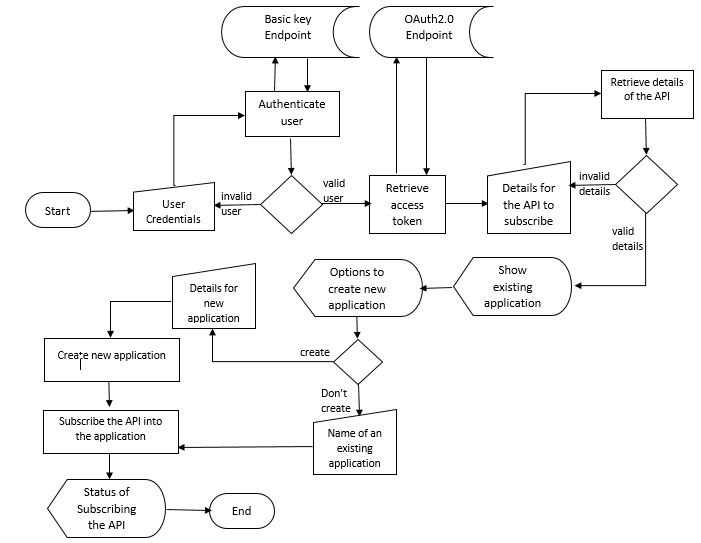 Basic key
Endpoint
OAuth2.0
Endpoint
Authenticate
user
Retrieve details
of the API
Start
User
Credentials
invalid
user
valid
user
Retrieve
access
token
Details for
the API to
subscribe
invalid
details
valid
details
Show
existing
application
Options to
create new
application
Details for
new
application
create
Don't
create
Create new application
Name of an
existing
application
Subscribe the API into
the application
Status of
Subscribing
the API
End